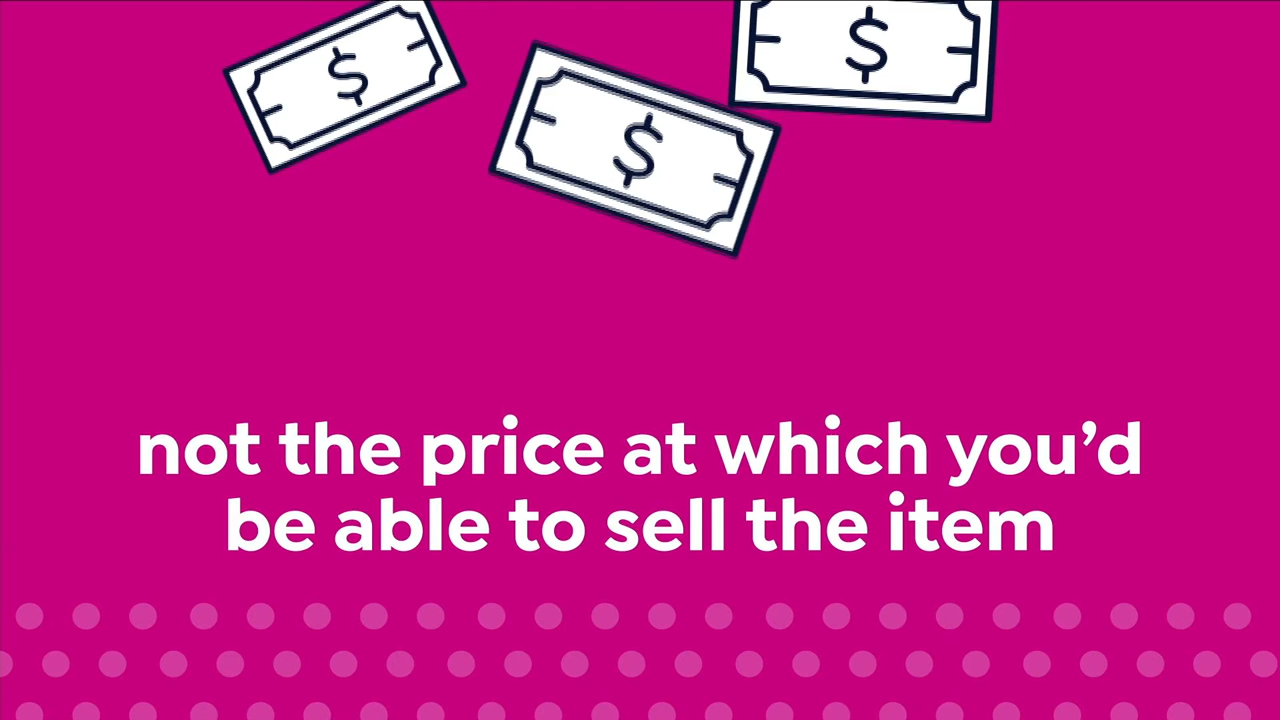 $
$
$
not the price at which you’d
be able to sell the item